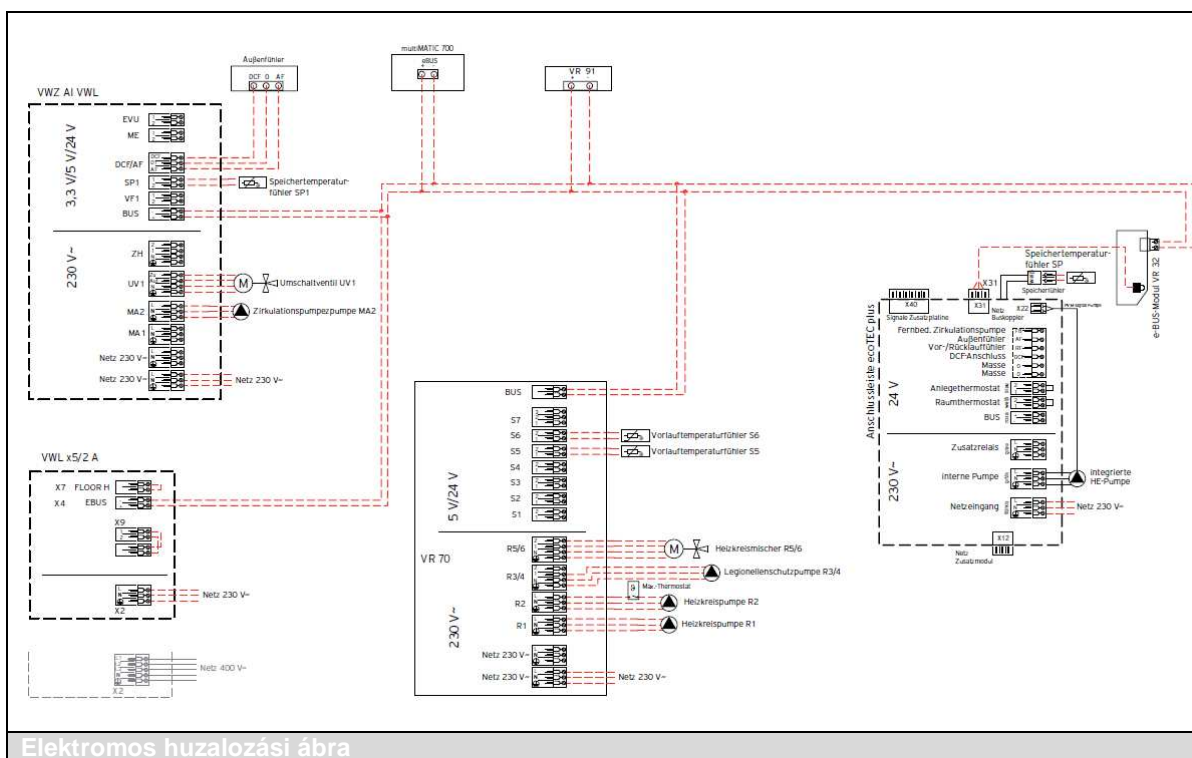 multiMATIC 700
eBUS
+ -
Außenfühler
DCF O AF
VR 91
+ -
VWZ AI VWL
3,3 V/5 V/24 V
EVU
ME
DCF/AF
SP1
Speichertemperatur-
fühler SP1
VF1
BUS
230 V~
ZH
UV1
M
Umschaltventil UV1
MA2
Zirkulationspumpezpumpe MA2
MA1
Netz 230 V~
Netz 230 V~
Netz 230 V~
VWL x5/2 A
X7 FLOOR H
X4 EBUS
X9
X2
Netz 230 V~
X2
Netz 400 V~
VR 70
5 V/24 V
BUS
S7
S6
Vorlauftemperaturfühler S6
S5
Vorlauftemperaturfühler S5
S4
S3
S2
S1
230 V~
R5/6
M
Heizkreismischer R5/6
R3/4
Legionellenschutzpumpe R3/4
Max.-Thermostat
R2
Heizkreispumpe R2
R1
Heizkreispumpe R1
Netz 230 V~
Netz 230 V~
Netz 230 V~
e-BUS-Modul VR 32
Speichertemperatur-
fühler SP
Speicherfühler
X31
X40
Signale Zusatzplatine
X31
Netz
Buskoppler
X22
Anschlussleiste ecoTEC plus
24 V
Fernbed. Zirkulationspumpe
Außenfühler
Vor-/Rücklauffühler
DCF-Anschluss
Masse
Masse
Anlegethermostat
Raumthermostat
BUS
230 V~
Zusatzrelais
interne Pumpe
integrierte
HE-Pumpe
Netzeingang
Netz 230 V~
X12
Netz
Zusatzmodul
Elektromos huzalozási ábra